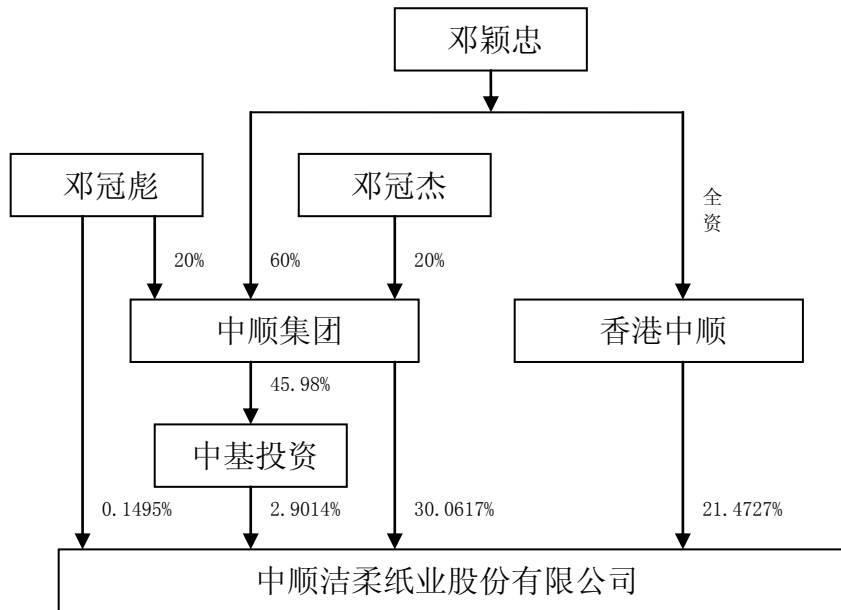 邓颖忠
邓冠彪
邓冠杰
全
资
20%
60%
20%
中顺集团
香港中顺
45.98%
中基投资
0.1495%
2.9014%
30.0617%
21.4727%
中顺洁柔纸业股份有限公司